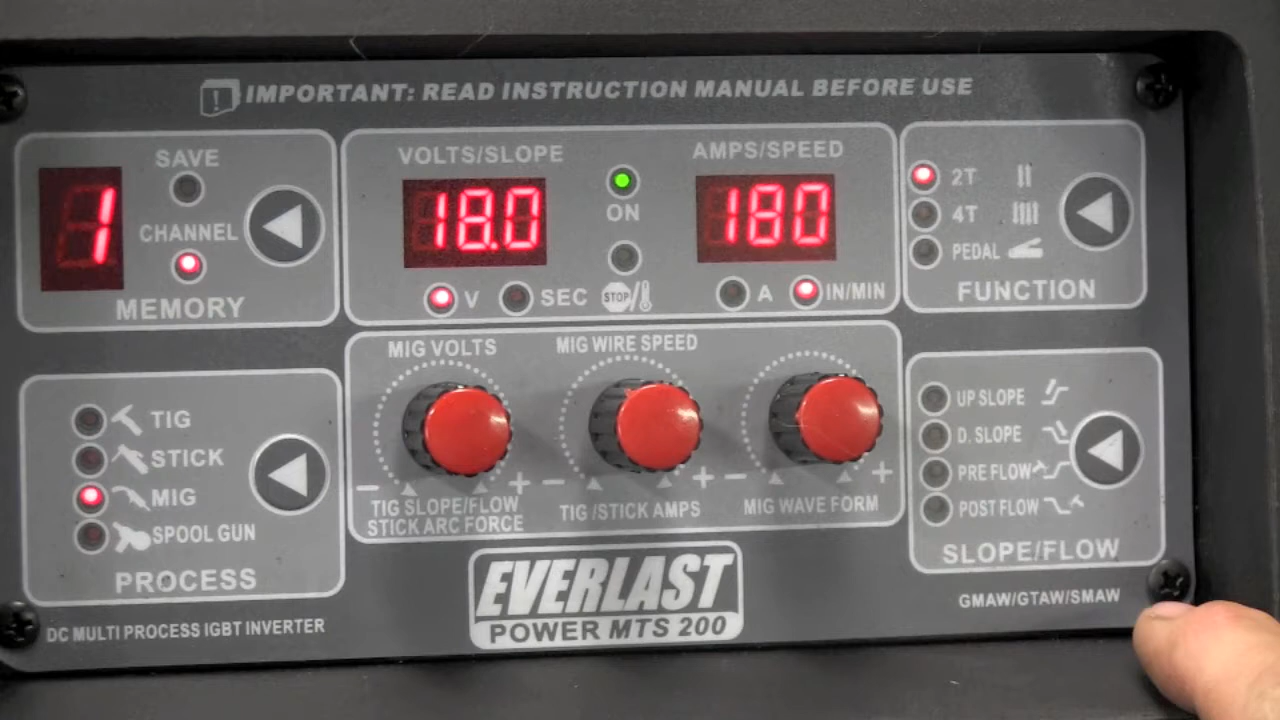 IMPORTANT: READ INSTRUCTION MANUAL BEFORE USE
SAVE
1
CHANNEL
MEMORY
VOLTS/SLOPE
18.0
V
SEC
ON
STOP
AMPS/SPEED
180
A
IN/MIN
2T
4T
PEDAL
FUNCTION
TIG
STICK
MIG
SPOOL GUN
PROCESS
MIG VOLTS
- +
TIG SLOPE/FLOW
STICK ARC FORCE
MIG WIRE SPEED
- +
TIG/STICK AMPS
- +
MIG WAVE FORM
UP SLOPE
D. SLOPE
PRE FLOW
POST FLOW
SLOPE/FLOW
EVERLAST
POWER MTS 200
DC MULTI PROCESS IGBT INVERTER
GMAW/GTAW/SMAW